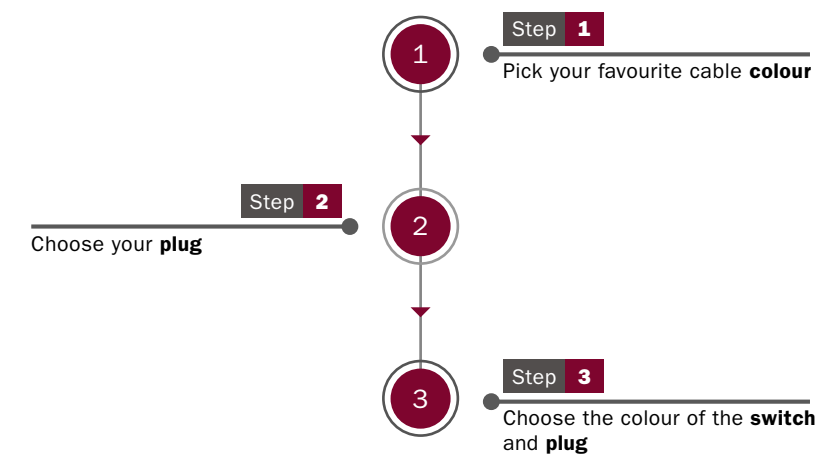 1
Step 1
Pick your favourite cable colour
Step 2
2
Choose your plug
3
Step 3
Choose the colour of the switch
and plug